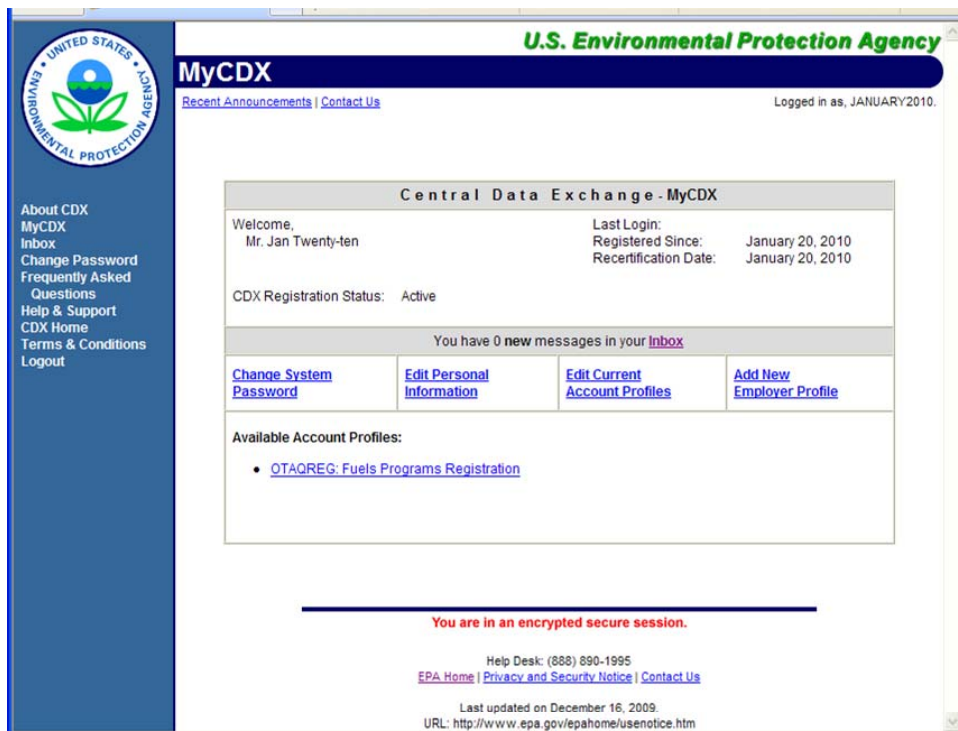 UNITED STATES
ENVIRONMENTAL PROTECTION AGENCY
U.S. Environmental Protection Agency
MyCDX
Recent Announcements | Contact Us
Logged in as, JANUARY2010.
About CDX
MyCDX
Inbox
Change Password
Frequently Asked
Questions
Help & Support
CDX Home
Terms & Conditions
Logout
Central Data Exchange - MyCDX
Welcome,
Mr. Jan Twenty-ten
Last Login:
Registered Since: January 20, 2010
Recertification Date: January 20, 2010
CDX Registration Status: Active
You have 0 new messages in your Inbox
Change System
Password
Edit Personal
Information
Edit Current
Account Profiles
Add New
Employer Profile
Available Account Profiles:
• OTAQREG: Fuels Programs Registration
You are in an encrypted secure session.
Help Desk: (888) 890-1995
EPA Home | Privacy and Security Notice | Contact Us
Last updated on December 16, 2009.
URL: http://www.epa.gov/epahome/usenotice.htm